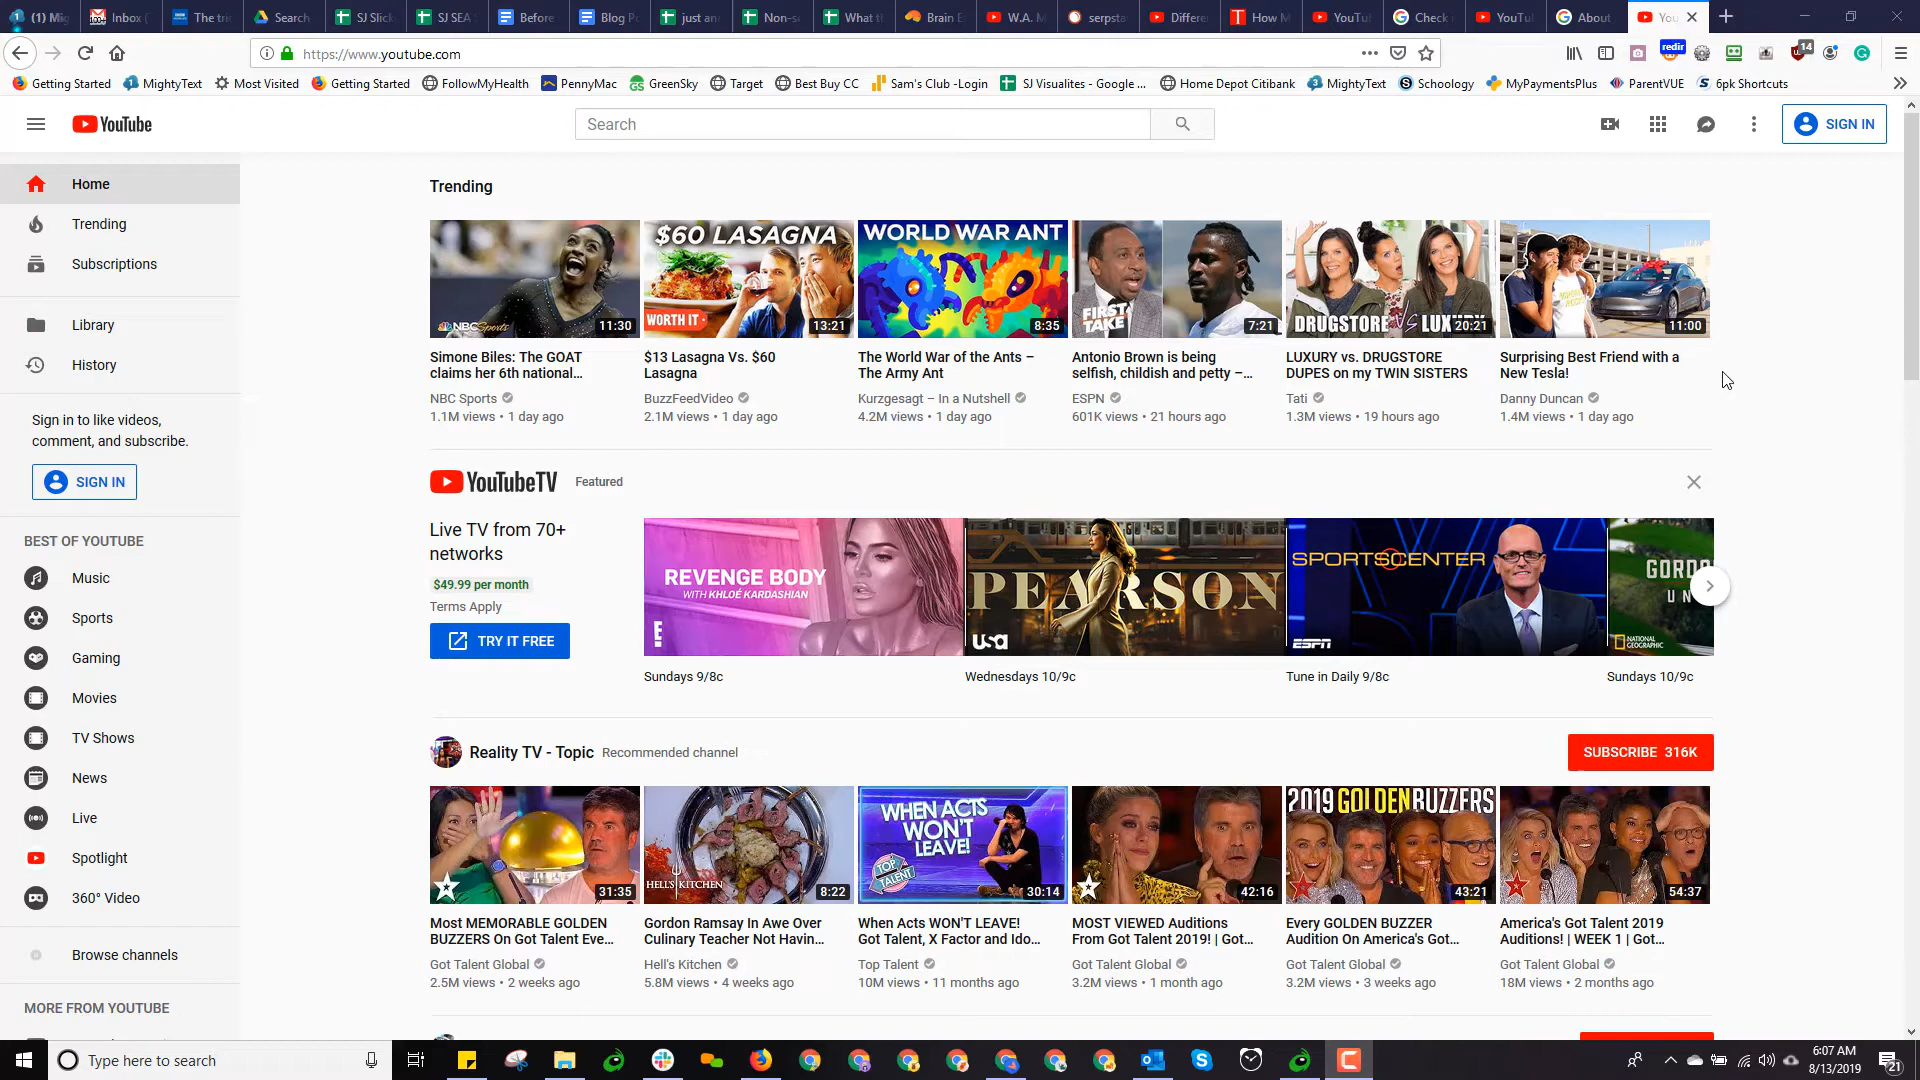 (1) Mi
Inbox (
The tri
Search
SJ Slick
SJ SEA
Before
Blog Po
just an
Non-s
What t
Brain E
W.A. M
serpsta
Differe
How M
YouTu
Check
YouTu
About
You
https://www.youtube.com
redir
14
Getting Started
MightyText
Most Visited
Getting Started
FollowMyHealth
PennyMac
GreenSky
Target
Best Buy CC
Sam's Club -Login
SJ Visualites - Google ...
Home Depot Citibank
MightyText
Schoology
MyPaymentsPlus
ParentVUE
6pk Shortcuts
YouTube
Search
SIGN IN
Home
Trending
Subscriptions
Library
History
Sign in to like videos,
comment, and subscribe.
SIGN IN
BEST OF YOUTUBE
Music
Sports
Gaming
Movies
TV Shows
News
Live
Spotlight
360° Video
Browse channels
MORE FROM YOUTUBE
Trending
NBC Sports
11:30
$60 LASAGNA
WORTH IT
13:21
WORLD WAR ANT
8:35
FIRST
TAKE
7:21
DRUGSTORE VS LUX
20:21
11:00
Simone Biles: The GOAT
claims her 6th national...
NBC Sports
1.1M views • 1 day ago
$13 Lasagna Vs. $60
Lasagna
BuzzFeedVideo
2.1M views • 1 day ago
The World War of the Ants –
The Army Ant
Kurzgesagt – In a Nutshell
4.2M views • 1 day ago
Antonio Brown is being
selfish, childish and petty –...
ESPN
601K views • 21 hours ago
LUXURY vs. DRUGSTORE
DUPES on my TWIN SISTERS
Tati
1.3M views • 19 hours ago
Surprising Best Friend with a
New Tesla!
Danny Duncan
1.4M views • 1 day ago
YouTubeTV
Featured
Live TV from 70+
networks
$49.99 per month
Terms Apply
TRY IT FREE
REVENGE BODY
WITH KHLOÉ KARDASHIAN
E
PEARSON
usa
SPORTSCENTER
ESPN
GORD
UN
NATIONAL
GEOGRAPHIC
Sundays 9/8c
Wednesdays 10/9c
Tune in Daily 9/8c
Sundays 10/9c
Reality TV - Topic
Recommended channel
SUBSCRIBE 316K
31:35
HELL'S KITCHEN
8:22
WHEN ACTS
WON'T
LEAVE!
TOP
TALENT
30:14
42:16
2019 GOLDEN BUZZERS
43:21
54:37
Most MEMORABLE GOLDEN
BUZZERS On Got Talent Eve...
Got Talent Global
2.5M views • 2 weeks ago
Gordon Ramsay In Awe Over
Culinary Teacher Not Havin...
Hell's Kitchen
5.8M views • 4 weeks ago
When Acts WON'T LEAVE!
Got Talent, X Factor and Ido...
Top Talent
10M views • 11 months ago
MOST VIEWED Auditions
From Got Talent 2019! | Got...
Got Talent Global
3.2M views • 1 month ago
Every GOLDEN BUZZER
Audition On America's Got...
Got Talent Global
3.2M views • 3 weeks ago
America's Got Talent 2019
Auditions! | WEEK 1 | Got...
Got Talent Global
18M views • 2 months ago
Type here to search
6:07 AM
8/13/2019
21